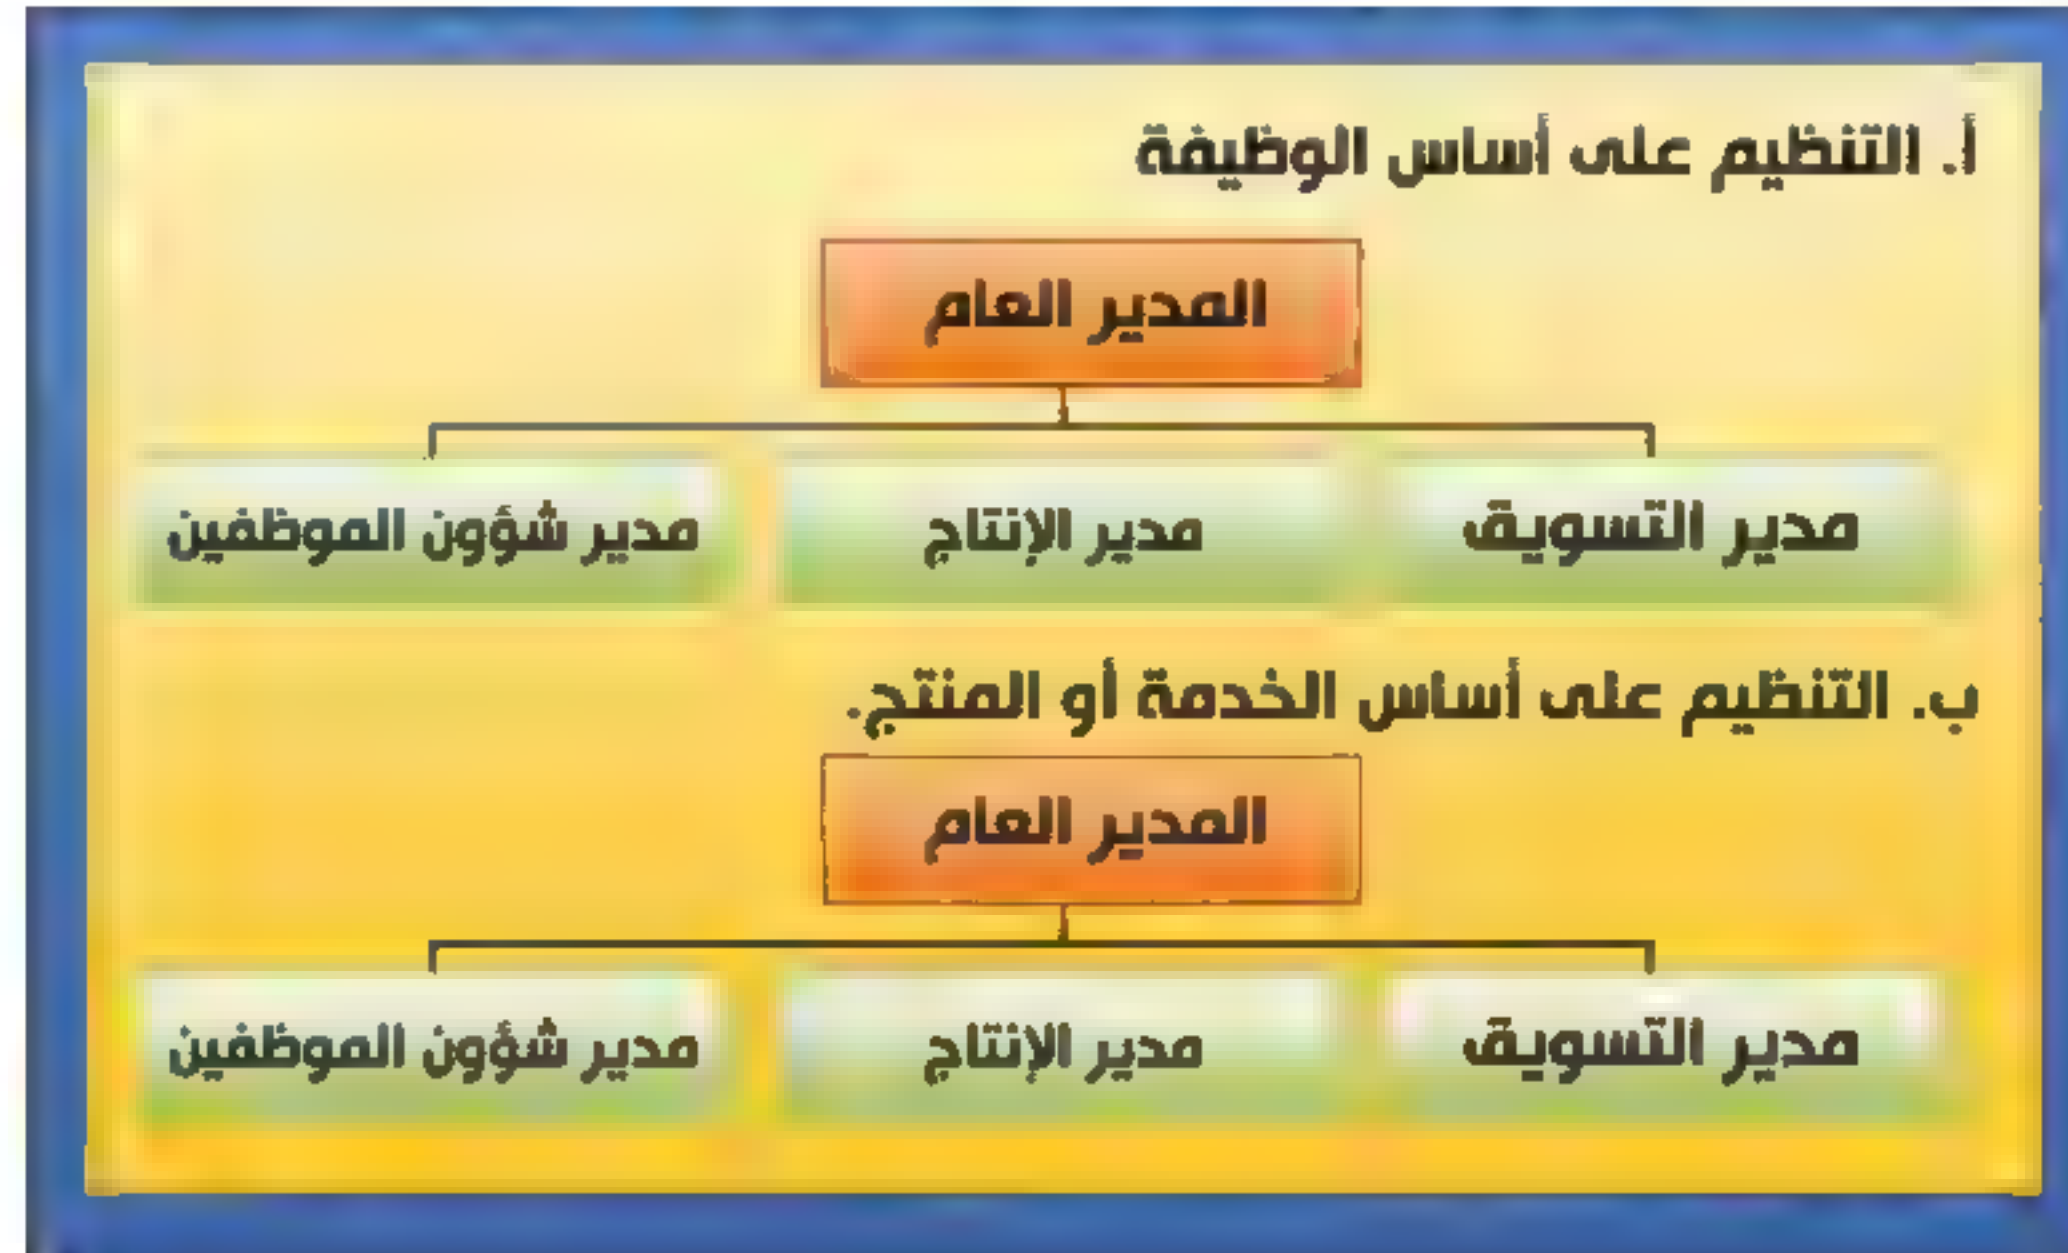 أ. التنظيم على أساس الوظيفة
المدير العام
مدير التسويق مدير الإنتاج مدير شؤون الموظفين
ب. التنظيم على أساس الخدمة أو المنتج.
المدير العام
مدير التسويق مدير الإنتاج مدير شؤون الموظفين